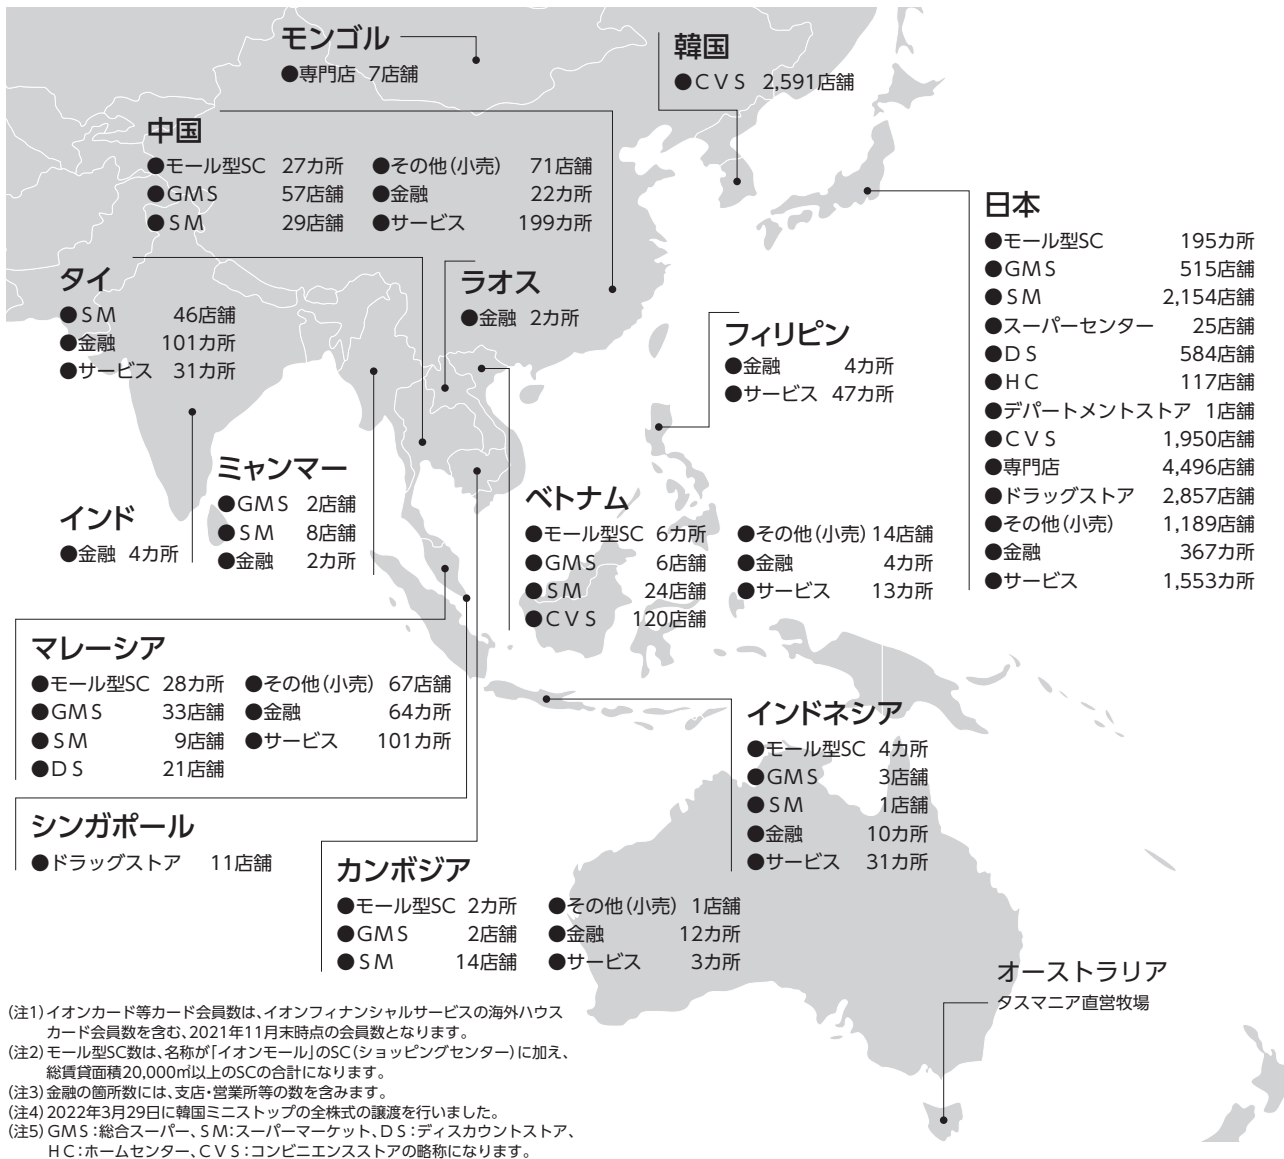 モンゴル
●専門店 7店舗
韓国
●CVS 2,591店舗
中国
●モール型SC 27カ所 ●その他(小売) 71店舗
●GMS 57店舗 ●金融 22カ所
●SM 29店舗 ●サービス 199カ所
日本
●モール型SC 195カ所
●GMS 515店舗
●SM 2,154店舗
●スーパーセンター 25店舗
●DS 584店舗
●HC 117店舗
●デパートメントストア 1店舗
●CVS 1,950店舗
●専門店 4,496店舗
●ドラッグストア 2,857店舗
●その他(小売) 1,189店舗
●金融 367カ所
●サービス 1,553カ所
タイ
●SM 46店舗
●金融 101カ所
●サービス 31カ所
ラオス
●金融 2カ所
フィリピン
●金融 4カ所
●サービス 47カ所
インド
●金融 4カ所
ミャンマー
●GMS 2店舗
●SM 8店舗
●金融 2カ所
ベトナム
●モール型SC 6カ所 ●その他(小売) 14店舗
●GMS 6店舗 ●金融 4カ所
●SM 24店舗 ●サービス 13カ所
●CVS 120店舗
マレーシア
●モール型SC 28カ所 ●その他(小売) 67店舗
●GMS 33店舗 ●金融 64カ所
●SM 9店舗 ●サービス 101カ所
●DS 21店舗
インドネシア
●モール型SC 4カ所
●GMS 3店舗
●SM 1店舗
●金融 10カ所
●サービス 31カ所
シンガポール
●ドラッグストア 11店舗
カンボジア
●モール型SC 2カ所 ●その他(小売) 1店舗
●GMS 2店舗 ●金融 12カ所
●SM 14店舗 ●サービス 3カ所
オーストラリア
タスマニア直営牧場
(注1)イオンカード等カード会員数は、イオンフィナンシャルサービスの海外ハウス
カード会員数を含む、2021年11月末時点の会員数となります。
(注2)モール型SC数は、名称が「イオンモール」のSC(ショッピングセンター)に加え、
総賃貸面積20,000㎡以上のSCの合計になります。
(注3)金融の箇所数には、支店・営業所等の数を含みます。
(注4)2022年3月29日に韓国ミニストップの全株式の譲渡を行いました。
(注5)GMS:総合スーパー、SM:スーパーマーケット、DS:ディスカウントストア、
HC:ホームセンター、CVS:コンビニエンスストアの略称になります。